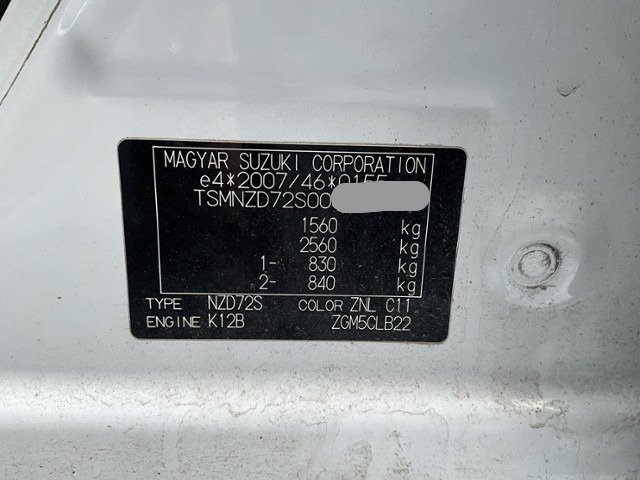 MAGYAR SUZUKI CORPORATION
e4*2007/46*0155
TSMNZD72S00
1560 kg
2560 kg
1- 830 kg
2- 840 kg
TYPE NZD72S COLOR ZNL C11
ENGINE K12B ZGM5CLB22